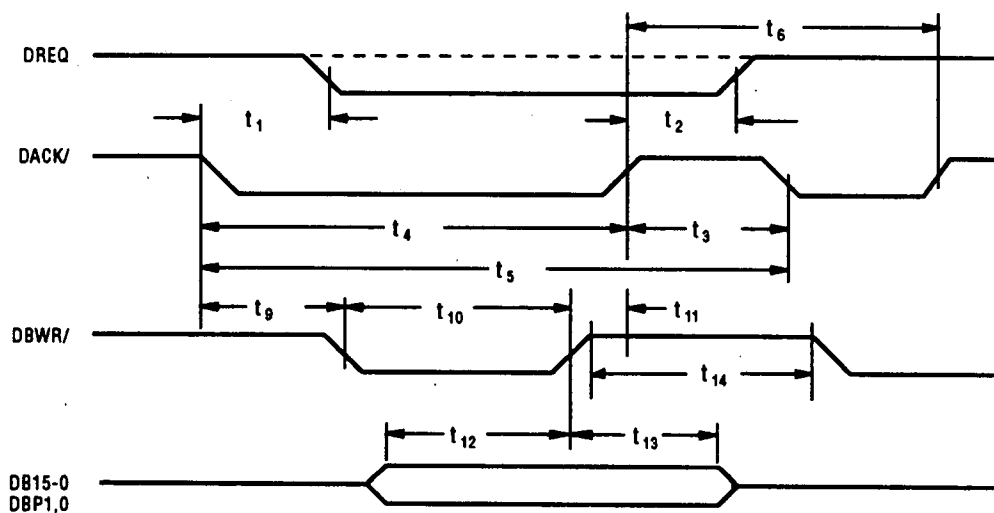 t6
DREQ
t1
t2
DACK/
t4
t3
t5
t9
t10
t11
DBWR/
t14
t12
t13
DB15-0
DBP1,0